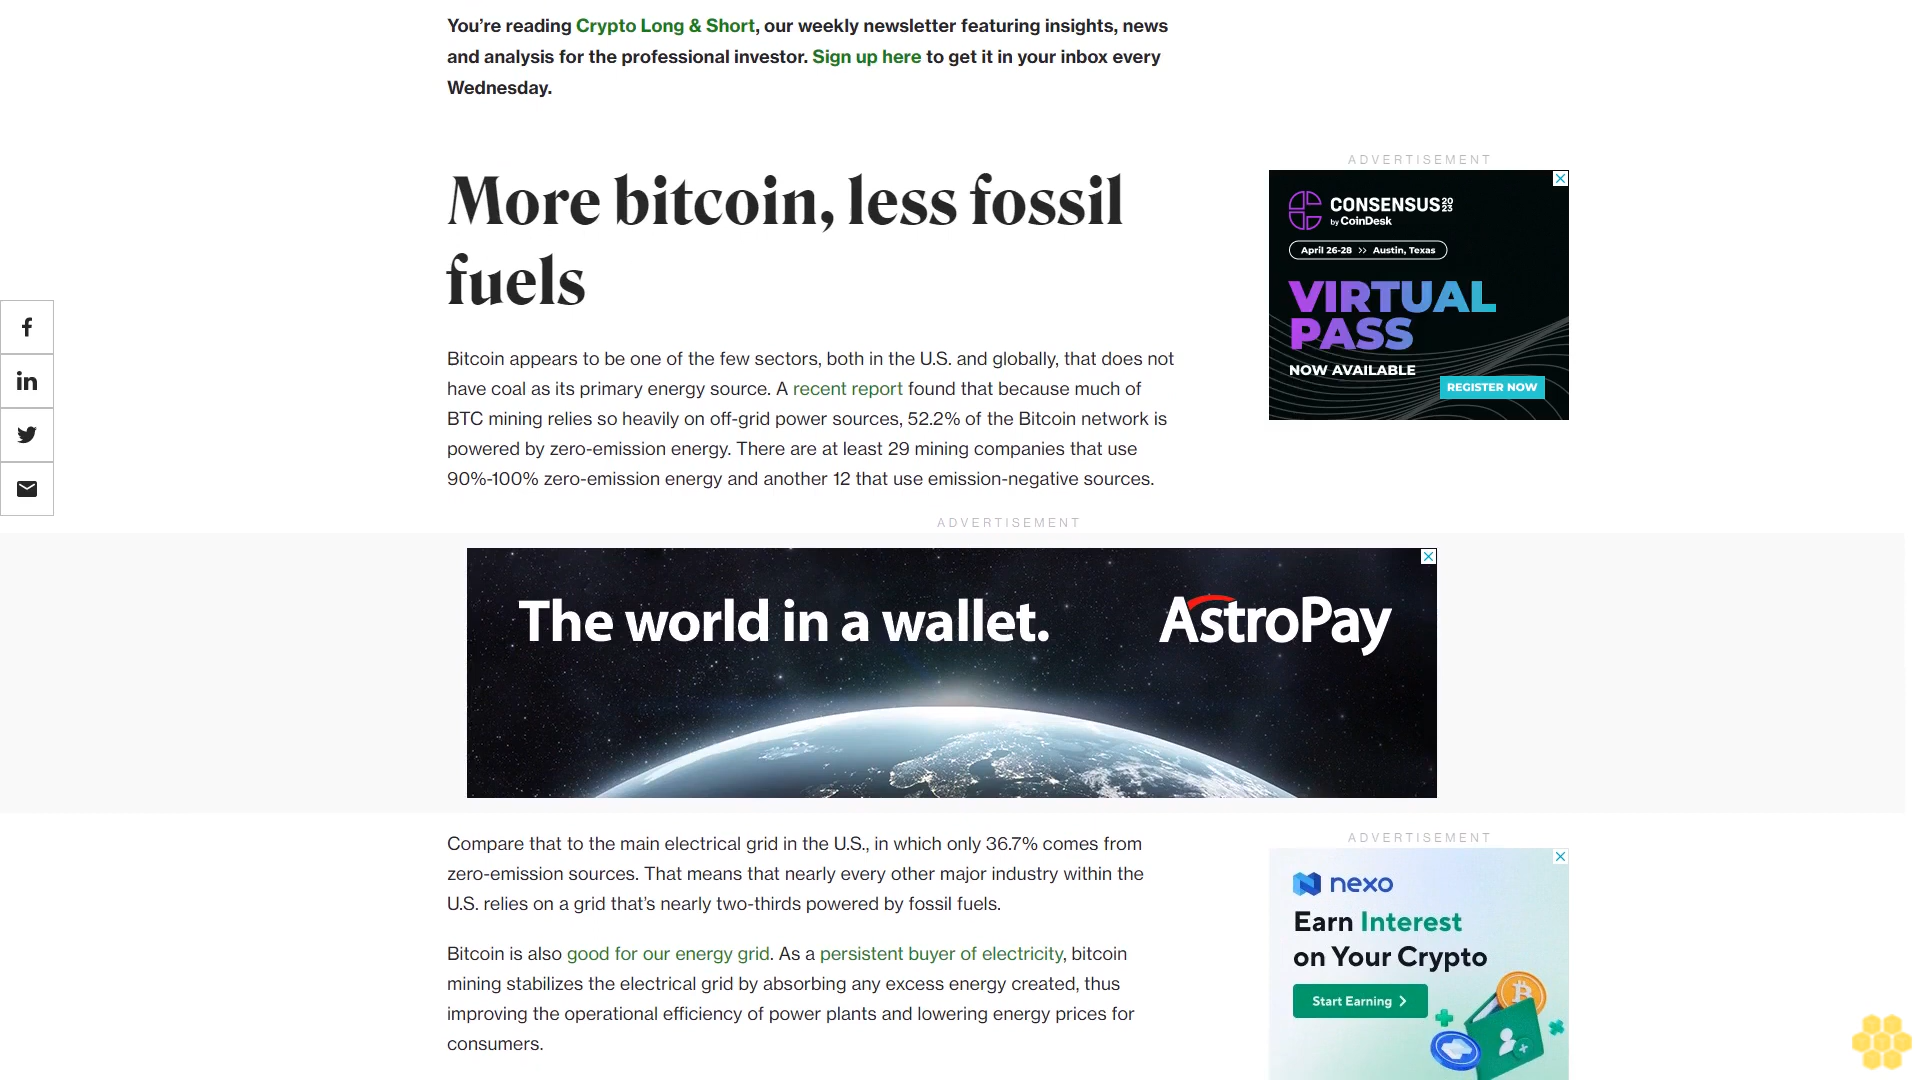 You’re reading Crypto Long & Short, our weekly newsletter featuring insights, news
and analysis for the professional investor. Sign up here to get it in your inbox every
Wednesday.
More bitcoin, less fossil
fuels
Bitcoin appears to be one of the few sectors, both in the U.S. and globally, that does not
have coal as its primary energy source. A recent report found that because much of
BTC mining relies so heavily on off-grid power sources, 52.2% of the Bitcoin network is
powered by zero-emission energy. There are at least 29 mining companies that use
90%-100% zero-emission energy and another 12 that use emission-negative sources.
ADVERTISEMENT
CONSENSUS 2023
by CoinDesk
April 26-28 >> Austin, Texas
VIRTUAL
PASS
NOW AVAILABLE
REGISTER NOW
ADVERTISEMENT
The world in a wallet.
AstroPay
Compare that to the main electrical grid in the U.S., in which only 36.7% comes from
zero-emission sources. That means that nearly every other major industry within the
U.S. relies on a grid that’s nearly two-thirds powered by fossil fuels.
Bitcoin is also good for our energy grid. As a persistent buyer of electricity, bitcoin
mining stabilizes the electrical grid by absorbing any excess energy created, thus
improving the operational efficiency of power plants and lowering energy prices for
consumers.
ADVERTISEMENT
nexo
Earn Interest
on Your Crypto
Start Earning